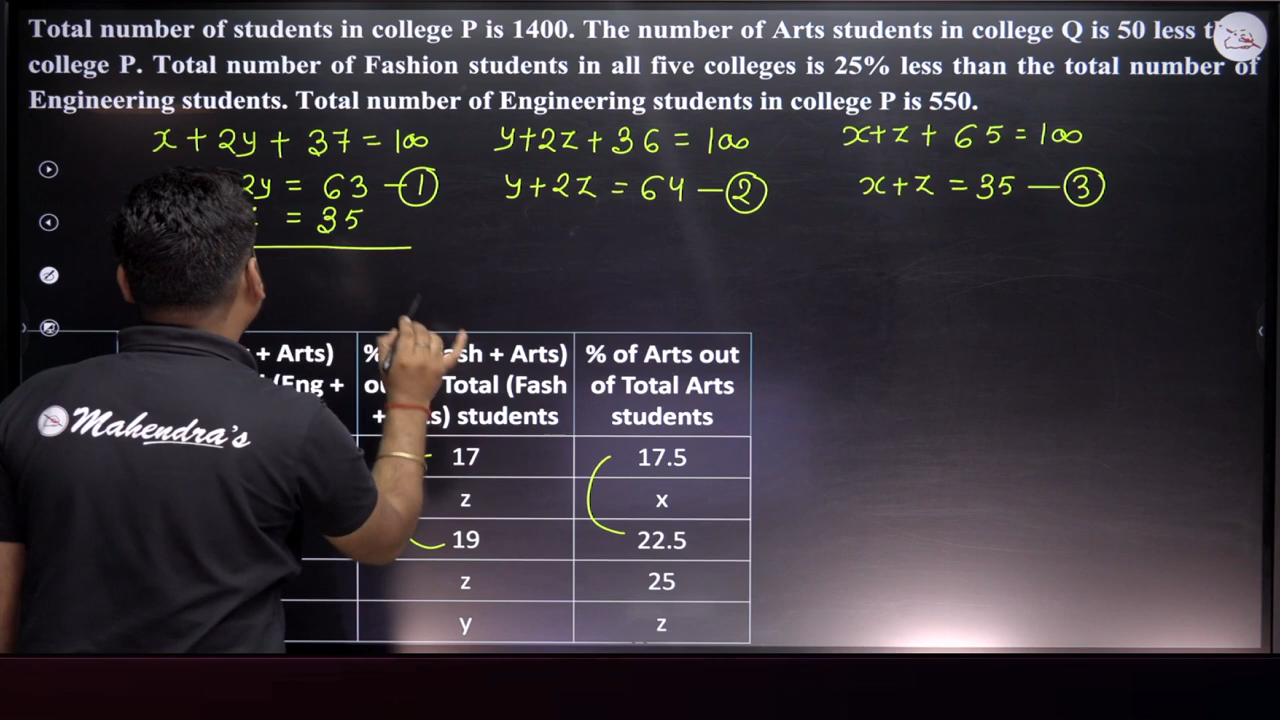 Total number of students in college P is 1400. The number of Arts students in college Q is 50 less
college P. Total number of Fashion students in all five colleges is 25% less than the total number of
Engineering students. Total number of Engineering students in college P is 550.
x + 2y + 37 = 100 y + 2z + 36 = 100 x + z + 65 = 100
2y = 63 - ① y + 2z = 64 - ② x + z = 35 - ③
= 35
+ Arts) % + Arts) % of Arts out
(Eng + Total (Fash of Total Arts
students students
17 17.5
z x
19 22.5
z 25
y z
Mahendra's